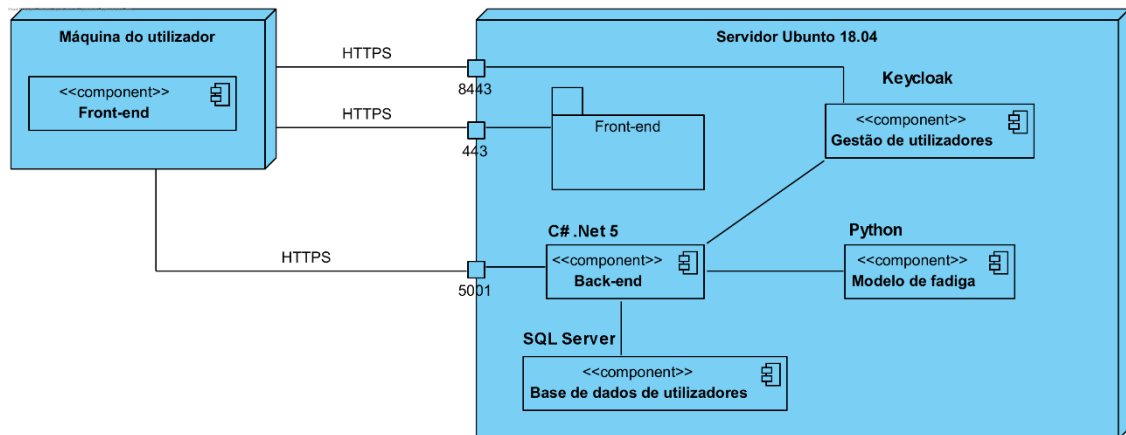 Máquina do utilizador
<<component>>
Front-end
HTTPS
HTTPS
HTTPS
8443
443
5001
Servidor Ubunto 18.04
Keycloak
<<component>>
Gestão de utilizadores
Front-end
C# .Net 5
<<component>>
Back-end
Python
<<component>>
Modelo de fadiga
SQL Server
<<component>>
Base de dados de utilizadores